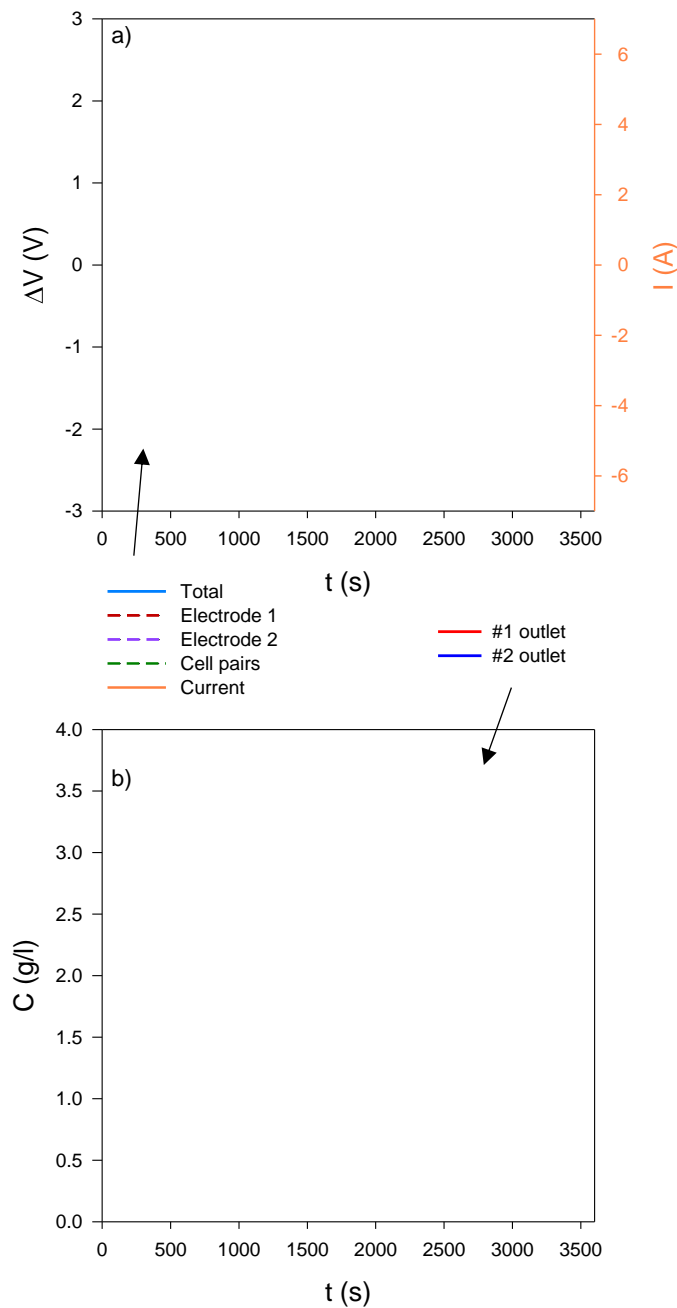 a)
3
2
1
0
-1
-2
-3
ΔV (V)
6
4
2
0
-2
-4
-6
I (A)
0 500 1000 1500 2000 2500 3000 3500
t (s)
Total
Electrode 1
Electrode 2
Cell pairs
Current
#1 outlet
#2 outlet
b)
4.0
3.5
3.0
2.5
2.0
1.5
1.0
0.5
0.0
C (g/l)
0 500 1000 1500 2000 2500 3000 3500
t (s)